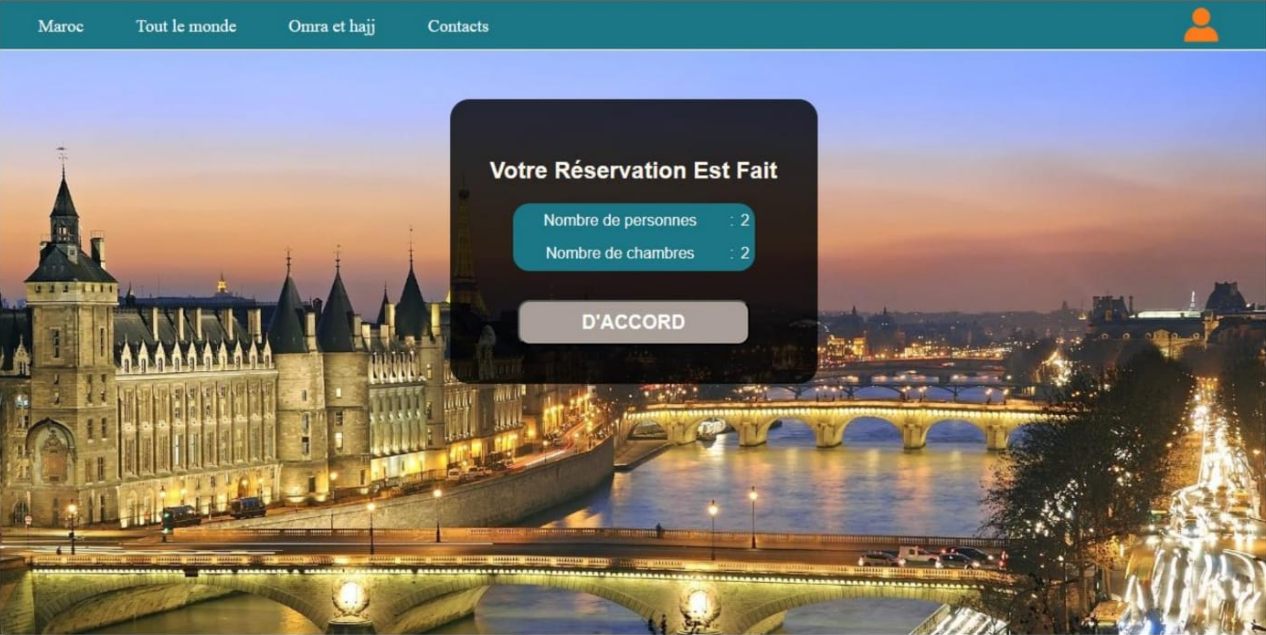 Maroc Tout le monde Omra et hajj Contacts
Votre Réservation Est Fait
Nombre de personnes : 2
Nombre de chambres : 2
D'ACCORD